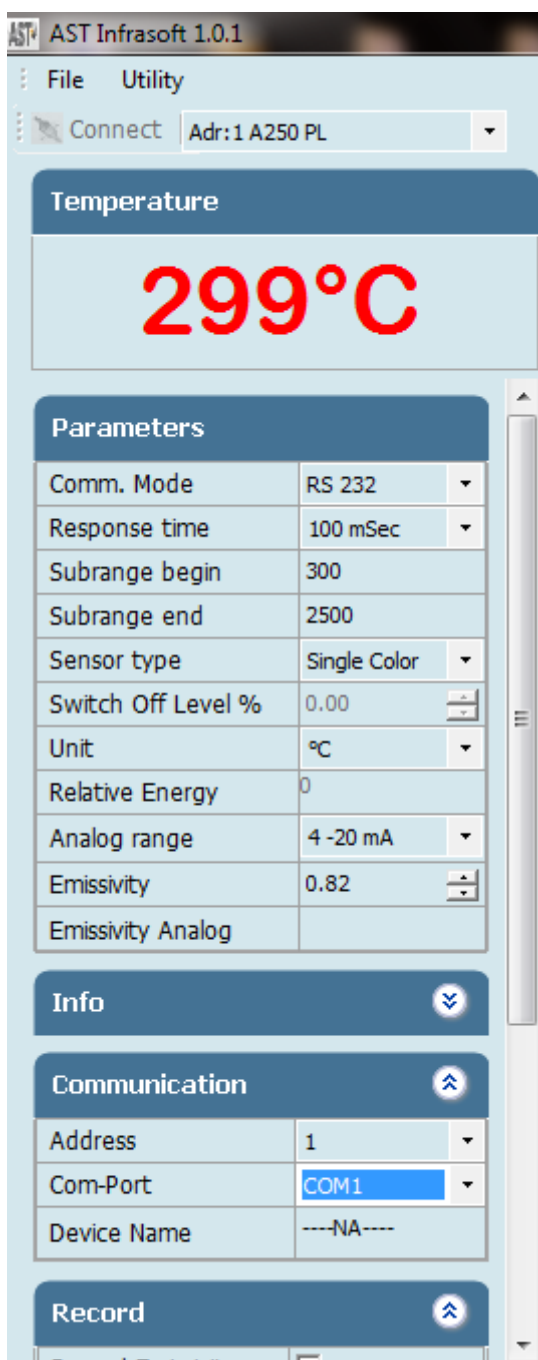 AST AST Infrasoft 1.0.1
File Utility
Connect Adr:1 A250 PL
Temperature
299°C
Parameters
Comm. Mode RS 232
Response time 100 mSec
Subrange begin 300
Subrange end 2500
Sensor type Single Color
Switch Off Level % 0.00
Unit °C
Relative Energy 0
Analog range 4 -20 mA
Emissivity 0.82
Emissivity Analog
Info
Communication
Address 1
Com-Port COM1
Device Name ----NA----
Record